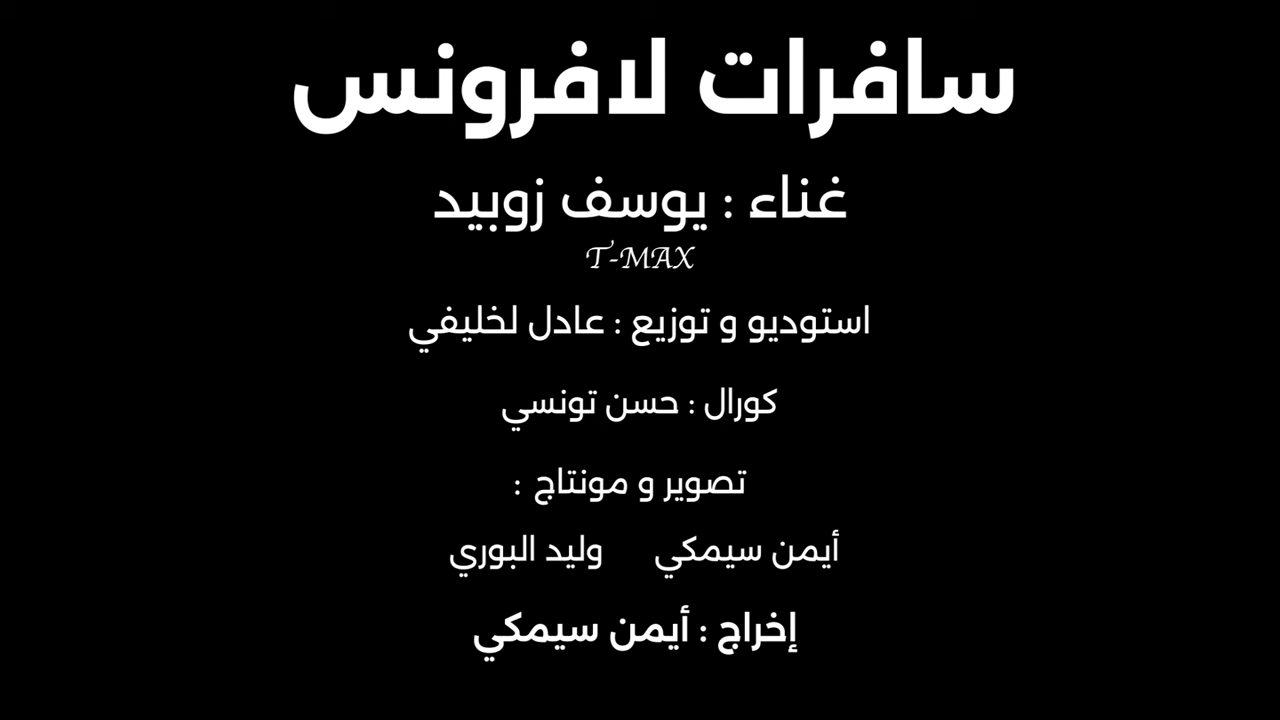 سافرات لافرونس
غناء : يوسف زوبيد
T-MAX
استوديو و توزيع : عادل لخليفي
كورال : حسن تونسي
تصوير و مونتاج :
أيمن سيمكي وليد البوري
إخراج : أيمن سيمكي